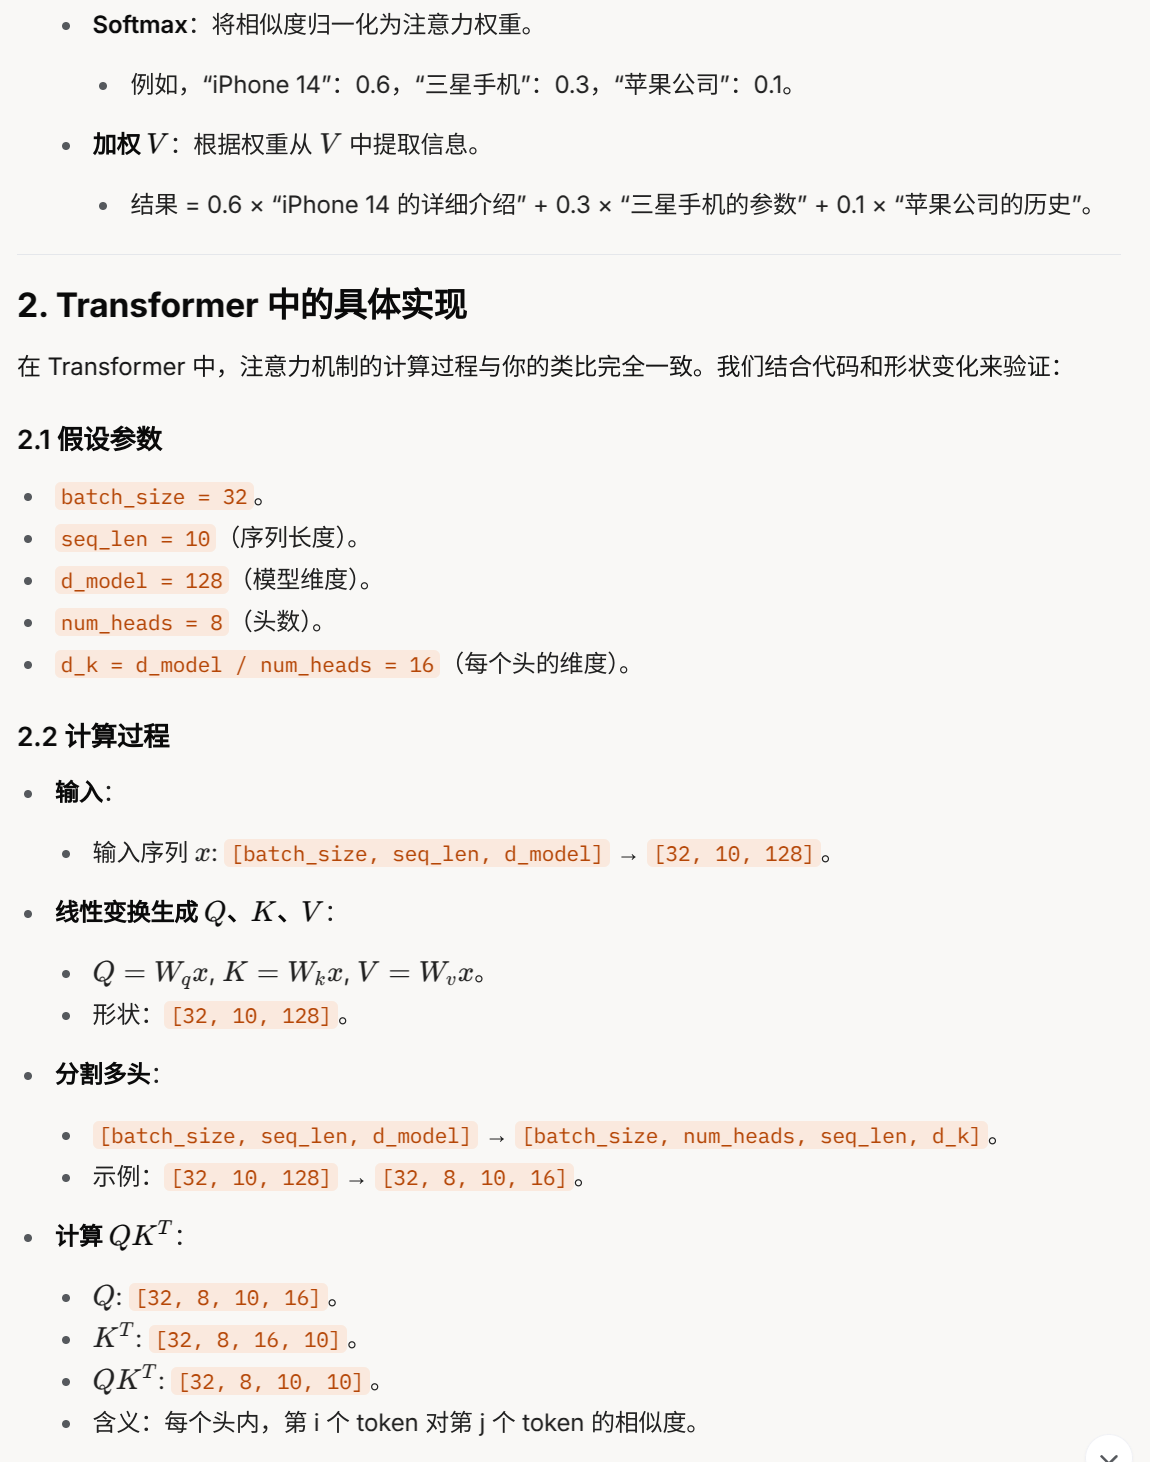 Softmax：将相似度归一化为注意力权重。
例如，“iPhone 14”：0.6，“三星手机”：0.3，“苹果公司”：0.1。
加权 V：根据权重从 V 中提取信息。
结果 = 0.6 × “iPhone 14 的详细介绍” + 0.3 × “三星手机的参数” + 0.1 × “苹果公司的历史”。
2. Transformer 中的具体实现
在 Transformer 中，注意力机制的计算过程与你的类比完全一致。我们结合代码和形状变化来验证：
2.1 假设参数
batch_size = 32。
seq_len = 10（序列长度）。
d_model = 128（模型维度）。
num_heads = 8（头数）。
d_k = d_model / num_heads = 16（每个头的维度）。
2.2 计算过程
输入：
输入序列 x: [batch_size, seq_len, d_model] → [32, 10, 128]。
线性变换生成 Q、K、V：
Q = W_q x, K = W_k x, V = W_v x。
形状：[32, 10, 128]。
分割多头：
[batch_size, seq_len, d_model] → [batch_size, num_heads, seq_len, d_k]。
示例：[32, 10, 128] → [32, 8, 10, 16]。
计算 QK^T：
Q: [32, 8, 10, 16]。
K^T: [32, 8, 16, 10]。
QK^T: [32, 8, 10, 10]。
含义：每个头内，第 i 个 token 对第 j 个 token 的相似度。